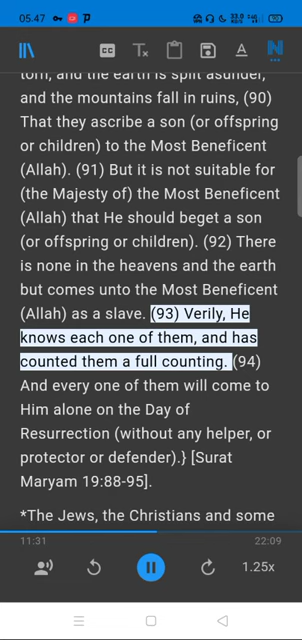 05.47
33.9
KB/S
CC
T
A
N
torn, and the earth is split asunder,
and the mountains fall in ruins, (90)
That they ascribe a son (or offspring
or children) to the Most Beneficent
(Allah). (91) But it is not suitable for
(the Majesty of) the Most Beneficent
(Allah) that He should beget a son
(or offspring or children). (92) There
is none in the heavens and the earth
but comes unto the Most Beneficent
(Allah) as a slave. (93) Verily, He
knows each one of them, and has
counted them a full counting. (94)
And every one of them will come to
Him alone on the Day of
Resurrection (without any helper, or
protector or defender).} [Surat
Maryam 19:88-95].
*The Jews, the Christians and some
11:31
22:09
1.25x